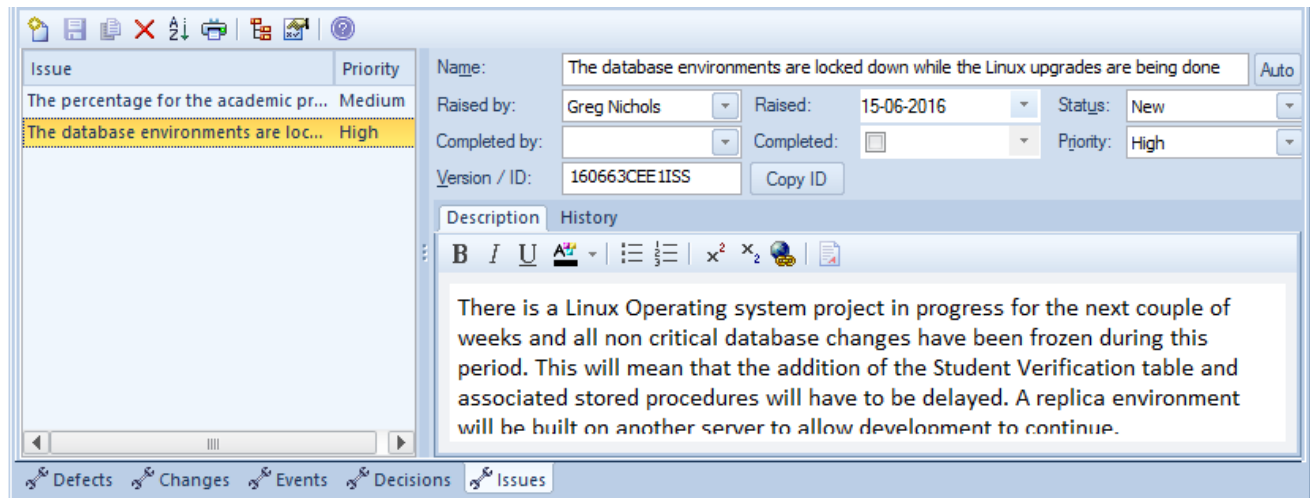 Issue Priority
The percentage for the academic pr... Medium
The database environments are loc... High
Name: The database environments are locked down while the Linux upgrades are being done Auto
Raised by: Greg Nichols Raised: 15-06-2016 Status: New
Completed by: Completed: Priority: High
Version / ID: 160663CEE1ISS Copy ID
Description History
B I U A x² x₂
There is a Linux Operating system project in progress for the next couple of
weeks and all non critical database changes have been frozen during this
period. This will mean that the addition of the Student Verification table and
associated stored procedures will have to be delayed. A replica environment
will be built on another server to allow development to continue.
Defects Changes Events Decisions Issues